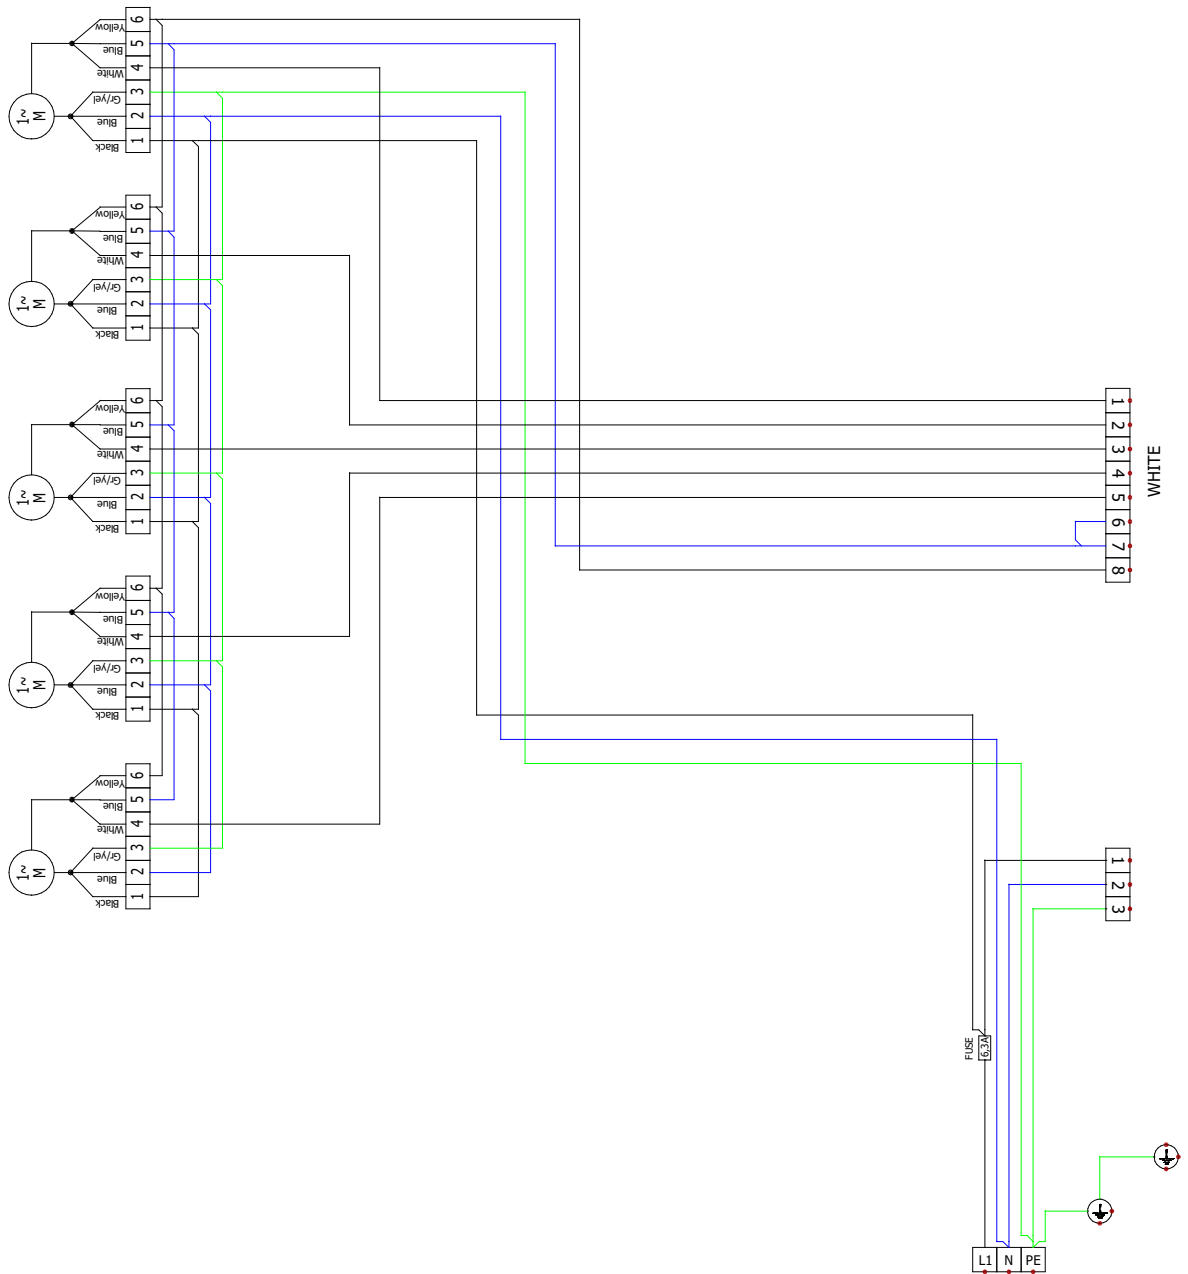 6
Yellow
5
Blue
4
White
3
Gr/yel
2
Blue
1
Black
M
1~
6
Yellow
5
Blue
4
White
3
Gr/yel
2
Blue
1
Black
M
1~
6
Yellow
5
Blue
4
White
3
Gr/yel
2
Blue
1
Black
M
1~
6
Yellow
5
Blue
4
White
3
Gr/yel
2
Blue
1
Black
M
1~
6
Yellow
5
Blue
4
White
3
Gr/yel
2
Blue
1
Black
M
1~
1
2
3
4
5
6
7
8
WHITE
1
2
3
FUSE
6,3A
L1 N PE